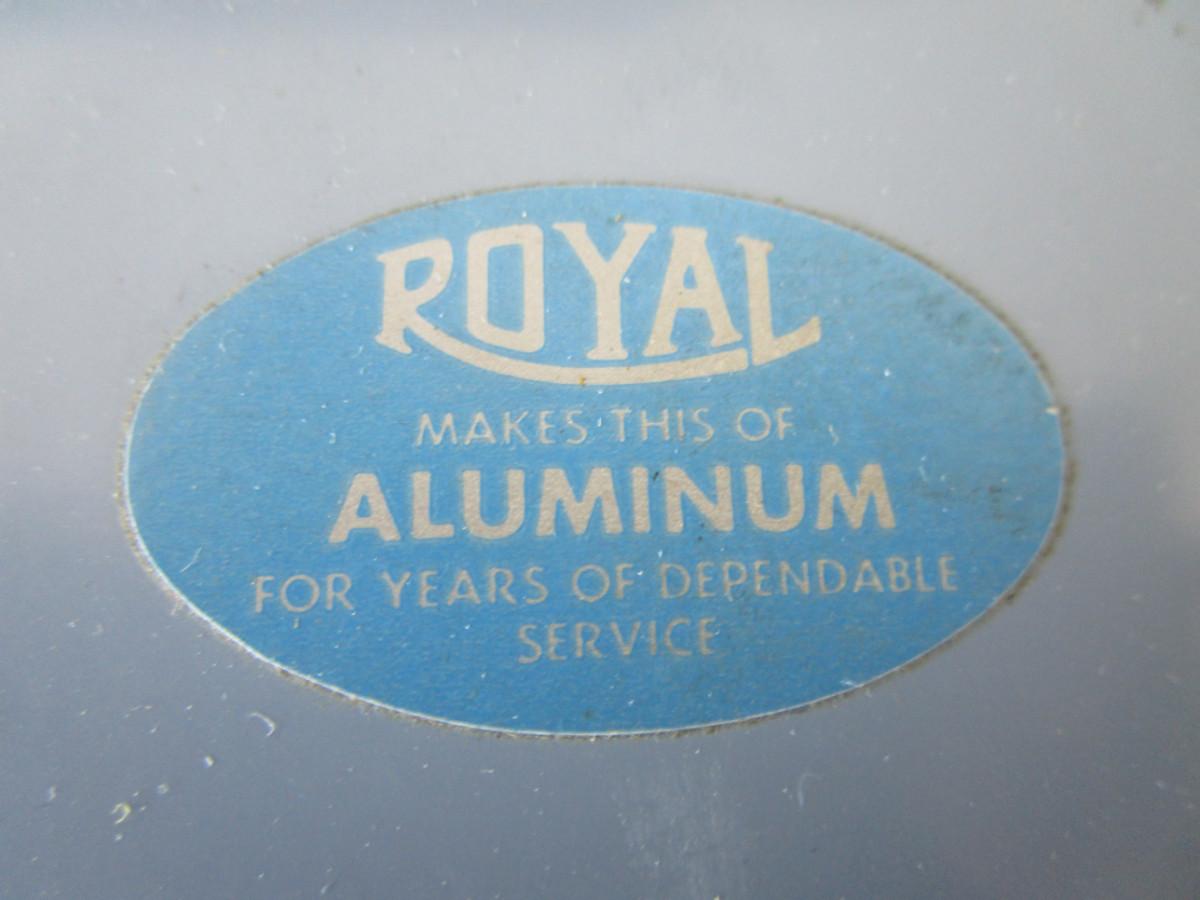 ROYAL
MAKES THIS OF
ALUMINUM
FOR YEARS OF DEPENDABLE
SERVICE